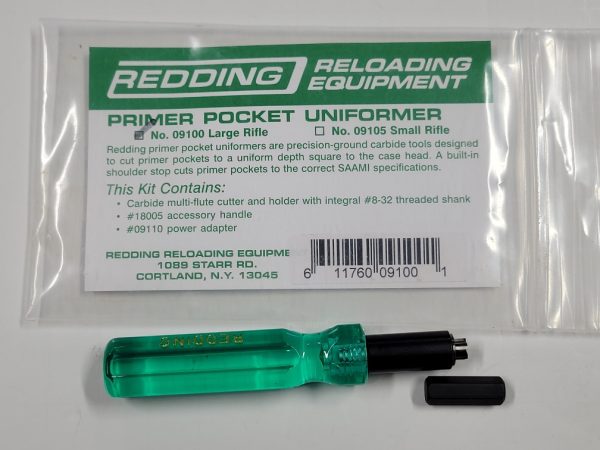 REDDING
RELOADING
EQUIPMENT
PRIMER POCKET UNIFORMER
No. 09100 Large Rifle No. 09105 Small Rifle
Redding primer pocket uniformers are precision-ground carbide tools designed
to cut primer pockets to a uniform depth square to the case head. A built-in
shoulder stop cuts primer pockets to the correct SAAMI specifications.
This Kit Contains:
• Carbide multi-flute cutter and holder with integral #8-32 threaded shank
• #18005 accessory handle
• #09110 power adapter
REDDING RELOADING EQUIPME
1089 STARR RD.
CORTLAND, N.Y. 13045
6 11760 09100 1
REDDING